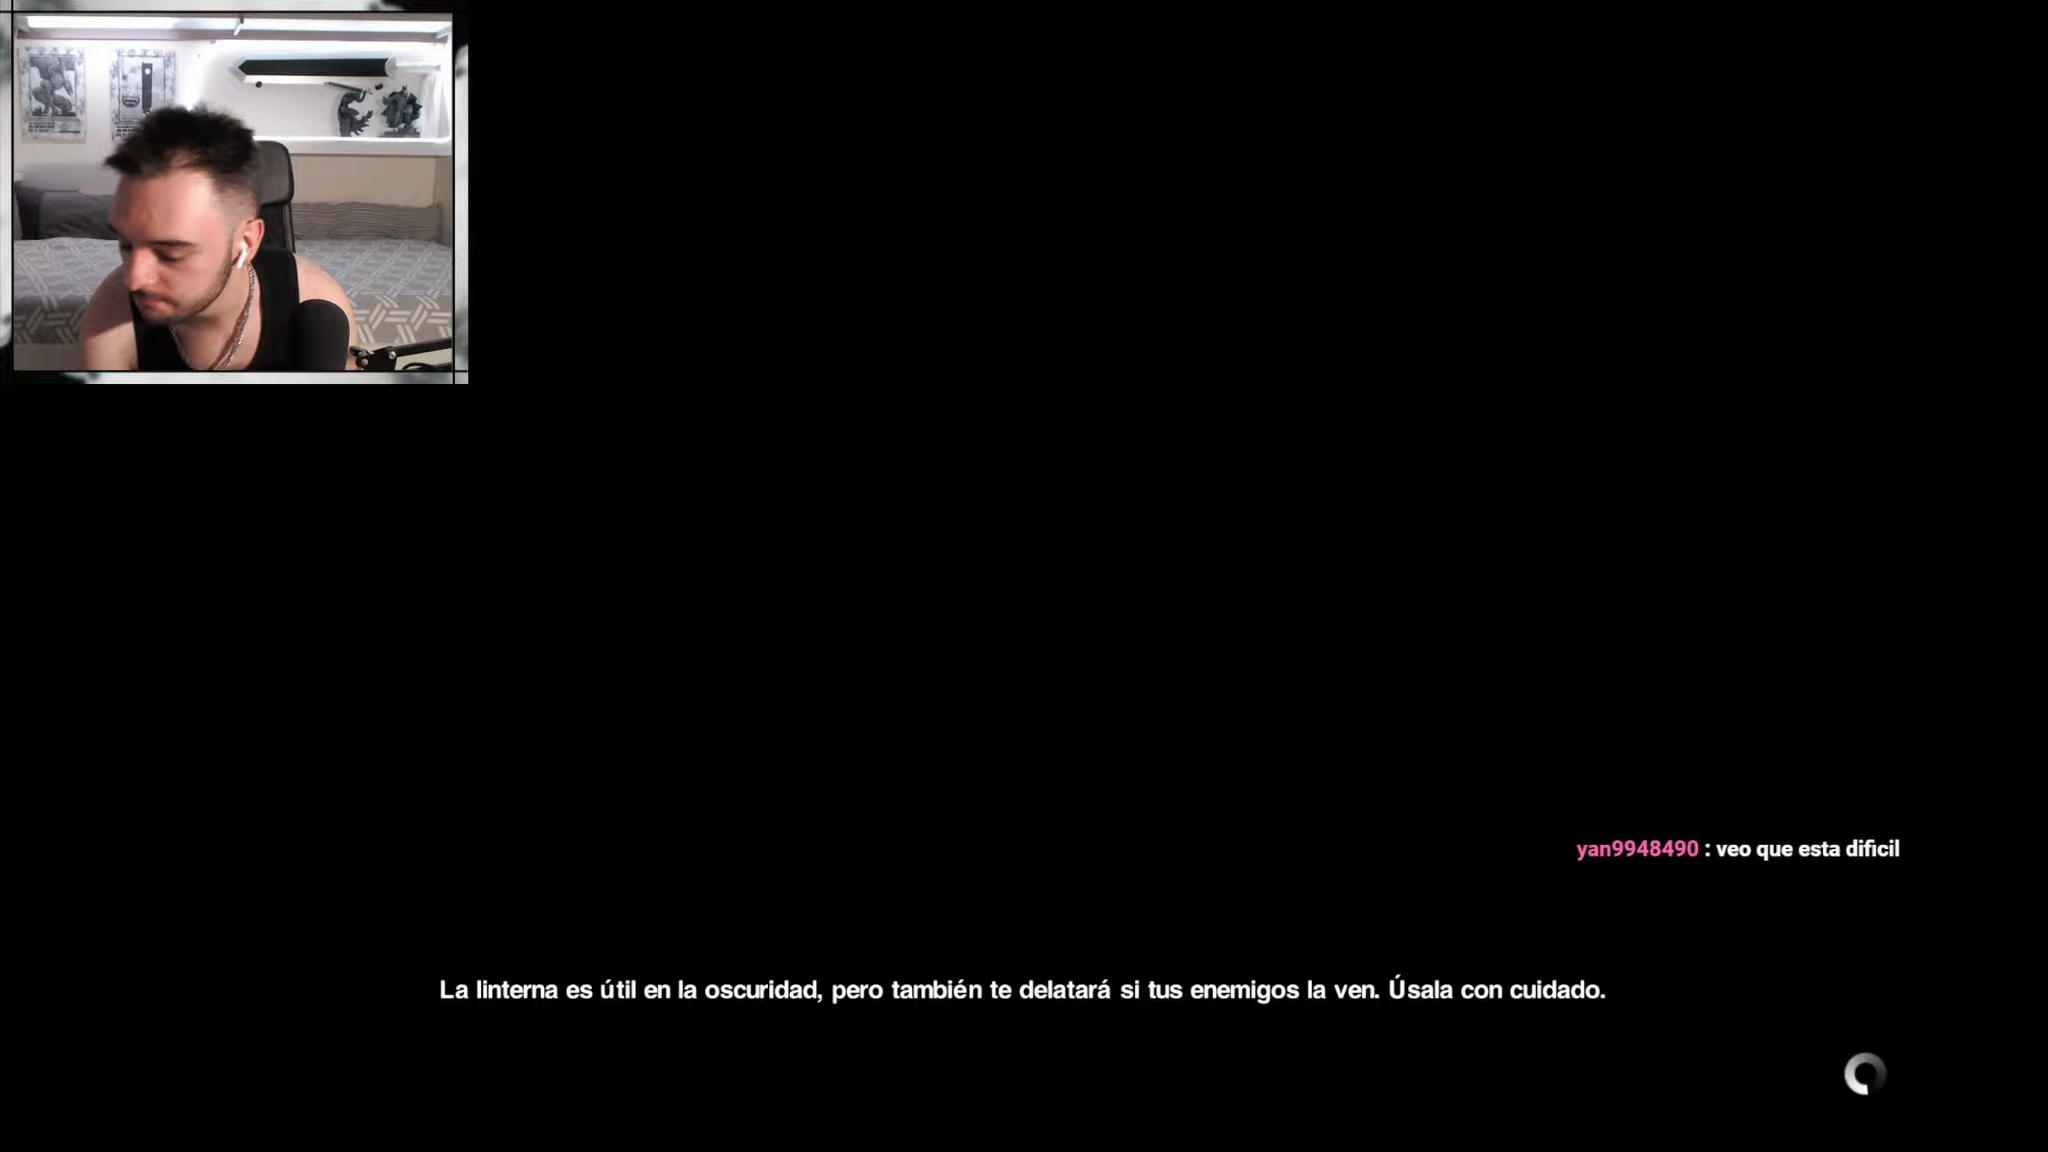 yan9948490 : veo que esta dificil
La linterna es útil en la oscuridad, pero también te delatará si tus enemigos la ven. Úsala con cuidado.